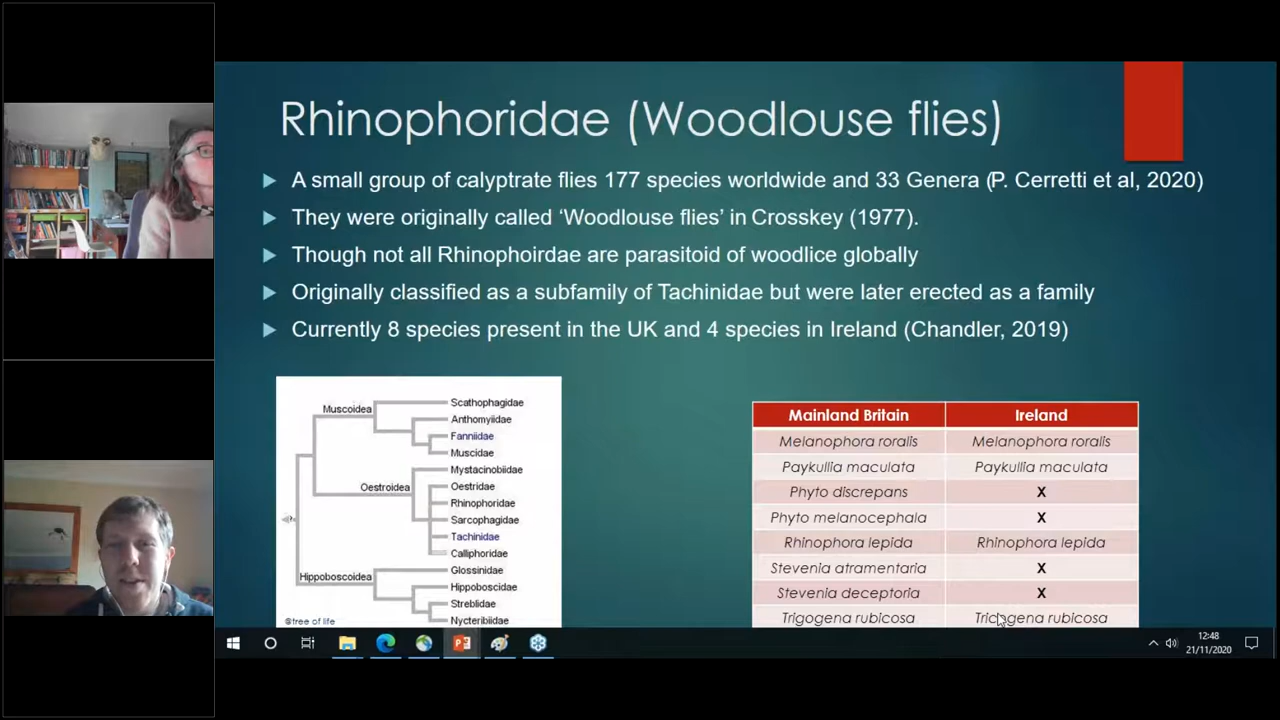 Rhinophoridae (Woodlouse flies)
A small group of calyptrate flies 177 species worldwide and 33 Genera (P. Cerretti et al, 2020)
They were originally called ‘Woodlouse flies’ in Crosskey (1977).
Though not all Rhinophoirdae are parasitoid of woodlice globally
Originally classified as a subfamily of Tachinidae but were later erected as a family
Currently 8 species present in the UK and 4 species in Ireland (Chandler, 2019)
Scathophagidae
Muscoidea
Anthomyiidae
Fanniidae
Muscidae
Mystacinobiidae
Oestroidea
Oestridae
Rhinophoridae
Sarcophagidae
Tachinidae
Calliphoridae
Glossinidae
Hippoboscoidea
Hippoboscidae
Streblidae
Nycteribiidae
@tree of life
Mainland Britain Ireland
Melanophora roralis Melanophora roralis
Paykullia maculata Paykullia maculata
Phyto discrepans X
Phyto melanocephala X
Rhinophora lepida Rhinophora lepida
Stevenia atramentaria X
Stevenia deceptoria X
Trigogena rubicosa rubicosa
12:48
21/11/2020